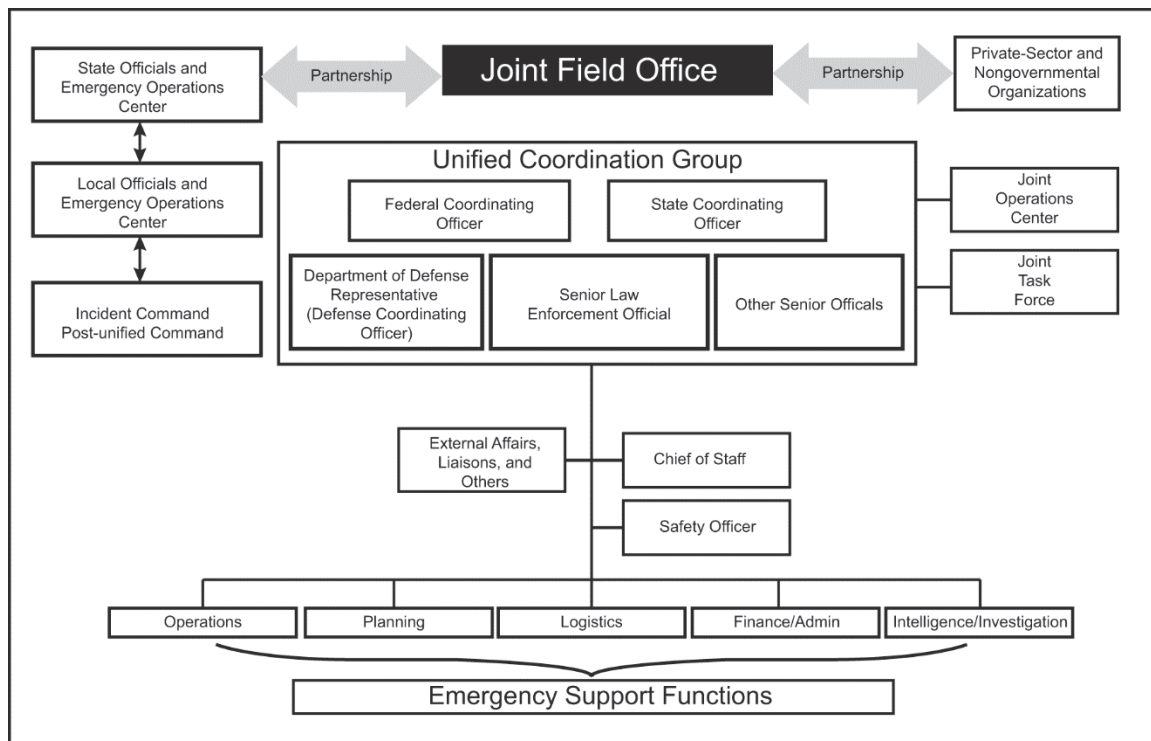 State Officials and
Emergency Operations
Center
Partnership
Joint Field Office
Partnership
Private-Sector and
Nongovernmental
Organizations
Local Officials and
Emergency Operations
Center
Incident Command
Post-unified Command
Unified Coordination Group
Federal Coordinating
Officer
State Coordinating
Officer
Department of Defense
Representative
(Defense Coordinating
Officer)
Senior Law
Enforcement Official
Other Senior Officals
Joint
Operations
Center
Joint
Task
Force
External Affairs,
Liaisons, and
Others
Chief of Staff
Safety Officer
Operations
Planning
Logistics
Finance/Admin
Intelligence/Investigation
Emergency Support Functions